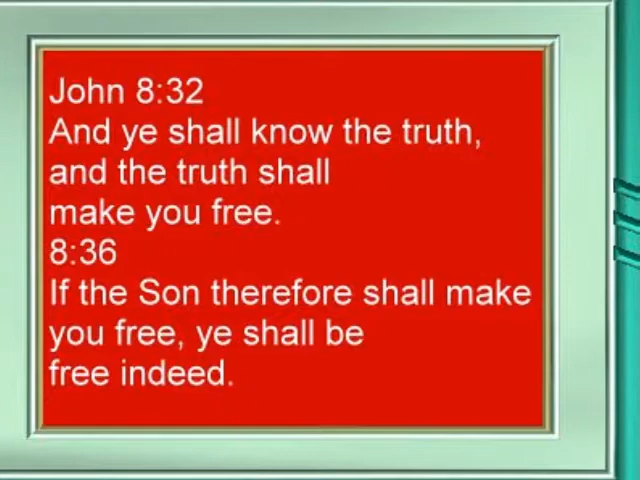 John 8:32
And ye shall know the truth,
and the truth shall
make you free.
8:36
If the Son therefore shall make
you free, ye shall be
free indeed.